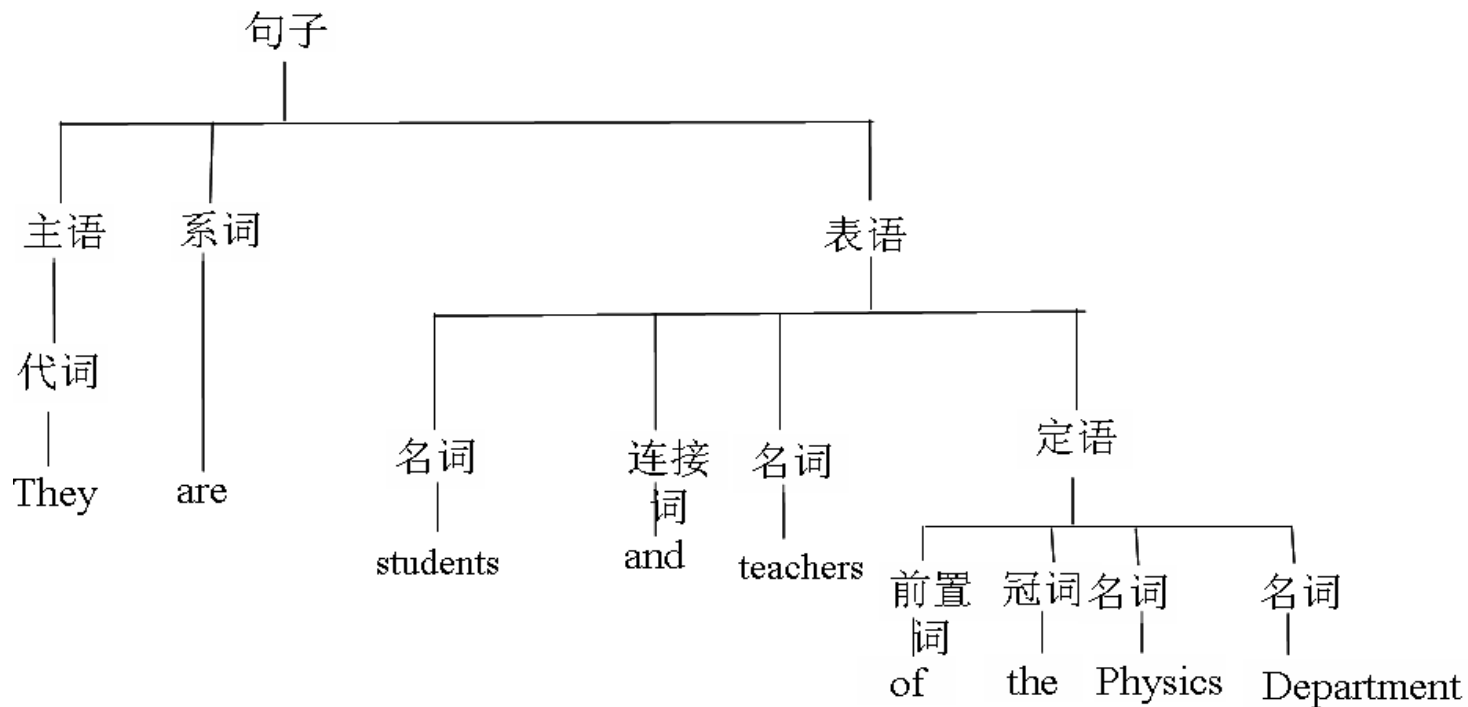 句子
主语 系词 表语
代词
名词 连接词 名词 定语
They are
students and teachers
前置词 冠词 名词 名词
of the Physics Department